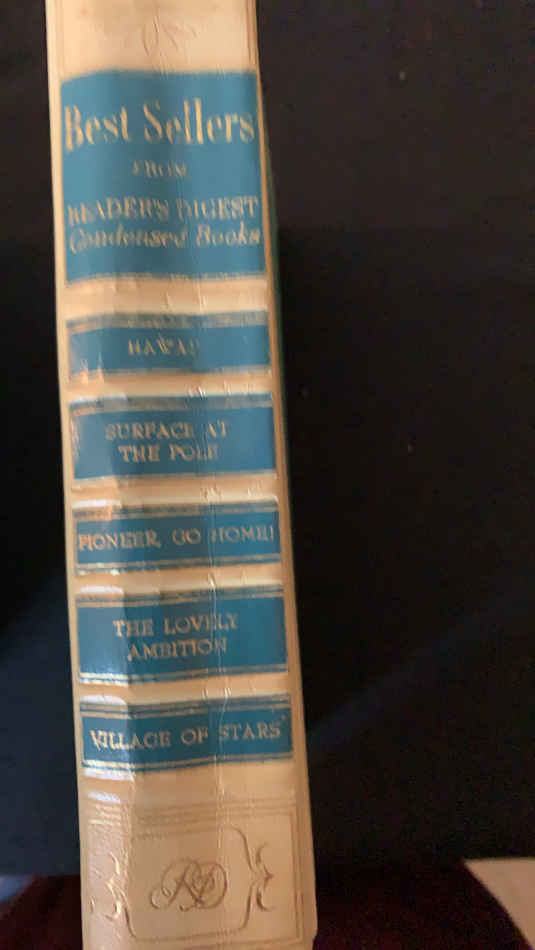 Best Sellers
FROM
READER'S DIGEST
Condensed Books
HAWAII
SURFACE AT
THE POLE
PIONEER, GO HOME!
THE LOVELY
AMBITION
VILLAGE OF STARS
RD